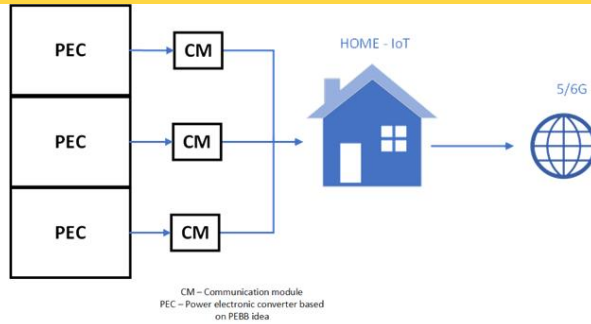 HOME - IoT
5/6G
PEC
CM
PEC
CM
PEC
CM
CM – Communication module
PEC – Power electronic converter based
on PEBB idea